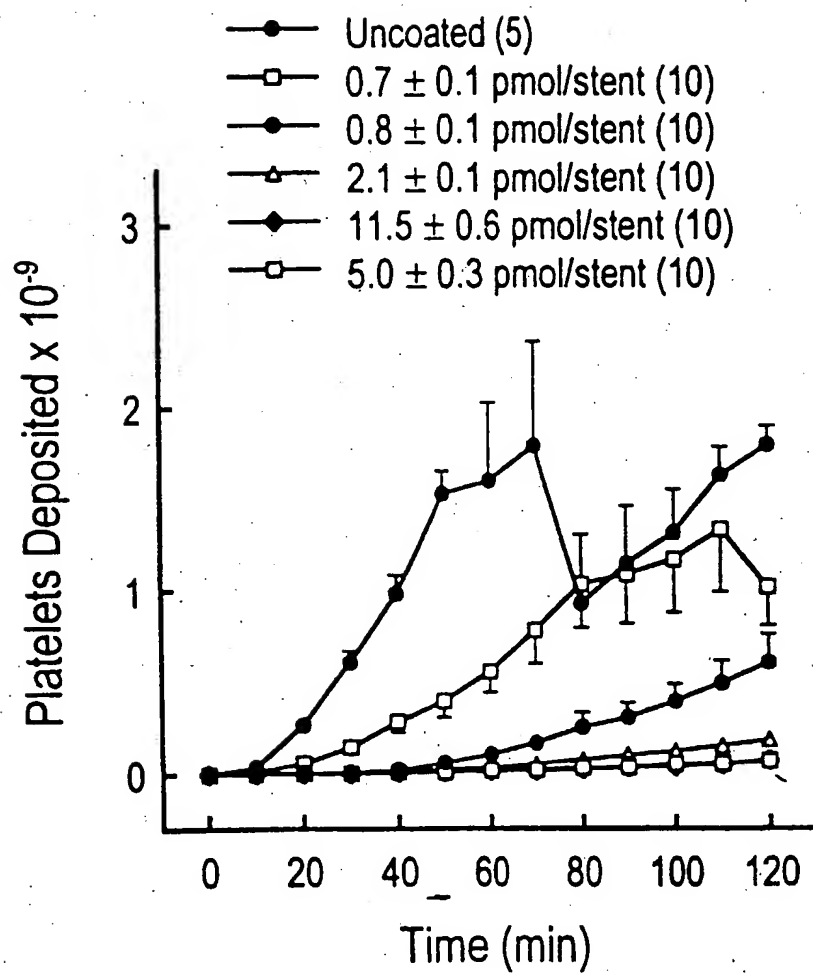 Uncoated (5)
0.7 ± 0.1 pmol/stent (10)
0.8 ± 0.1 pmol/stent (10)
2.1 ± 0.1 pmol/stent (10)
11.5 ± 0.6 pmol/stent (10)
5.0 ± 0.3 pmol/stent (10)
Platelets Deposited x 10⁻⁹
3
2
1
0
0 20 40 60 80 100 120
Time (min)